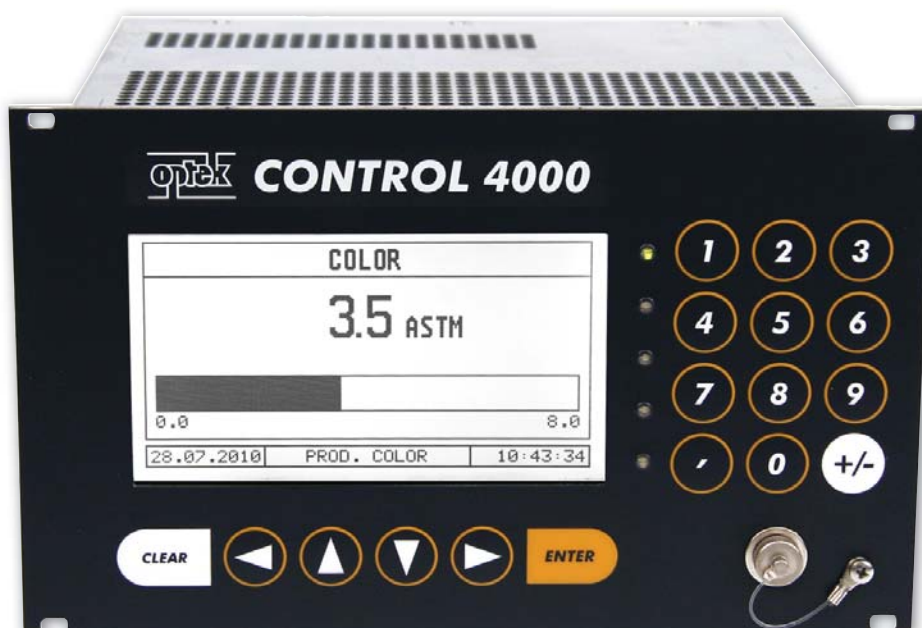 optek CONTROL 4000
COLOR
3.5 ASTM
0.0 8.0
28.07.2010 PROD. COLOR 10:43:34
1 2 3
4 5 6
7 8 9
, 0 +/-
CLEAR ENTER